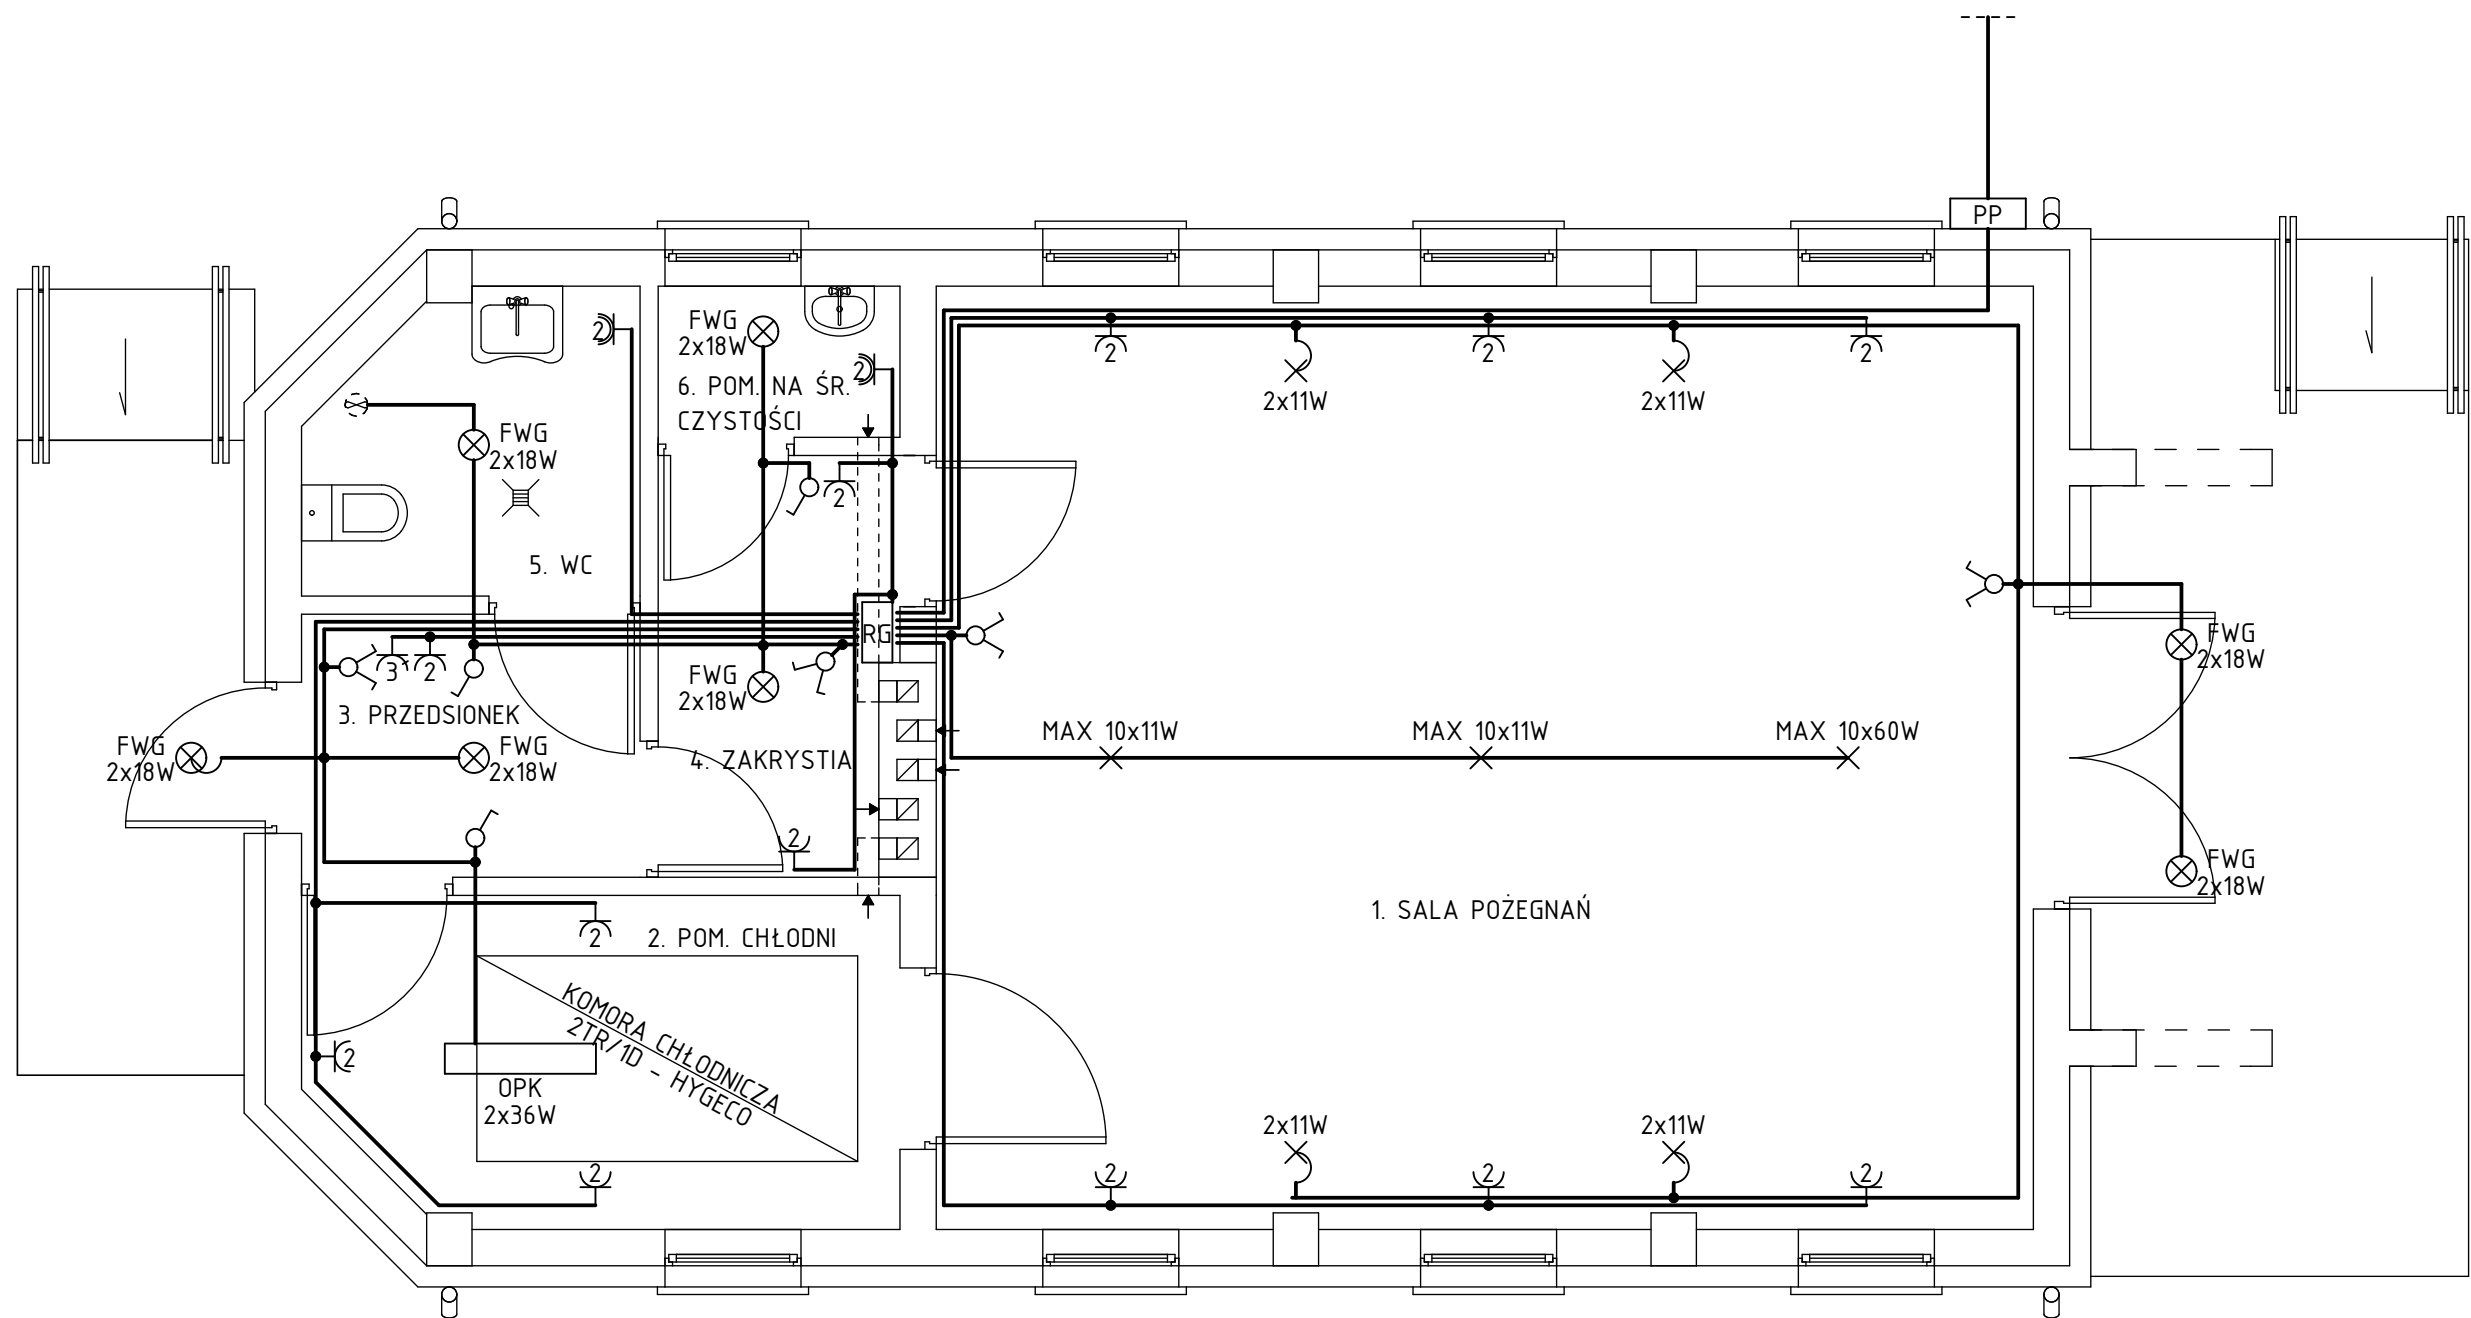 PP
FWG
2x18W
2
2
6. POM. NA ŚR.
CZYSTOŚCI
2
2
2
2x11W
2x11W
FWG
2x18W
2
5. WC
RG
3
2
3. PRZEDSIONEK
FWG
2x18W
FWG
2x18W
FWG
2x18W
FWG
2x18W
4. ZAKRYSTIA
2
MAX 10x11W
MAX 10x11W
MAX 10x60W
FWG
2x18W
1. SALA POŻEGNAŃ
2
2. POM. CHŁODNI
KOMORA CHŁODNICZA
2TR/1D - HYGECO
2
OPK
2x36W
2x11W
2x11W
2
2
2
2